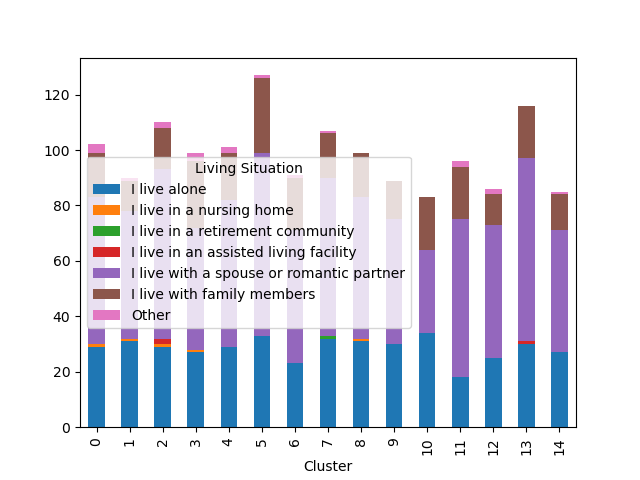 120
100
80
60
40
20
0
Living Situation
I live alone
I live in a nursing home
I live in a retirement community
I live in an assisted living facility
I live with a spouse or romantic partner
I live with family members
Other
0 1 2 3 4 5 6 7 8 9 10 11 12 13 14
Cluster